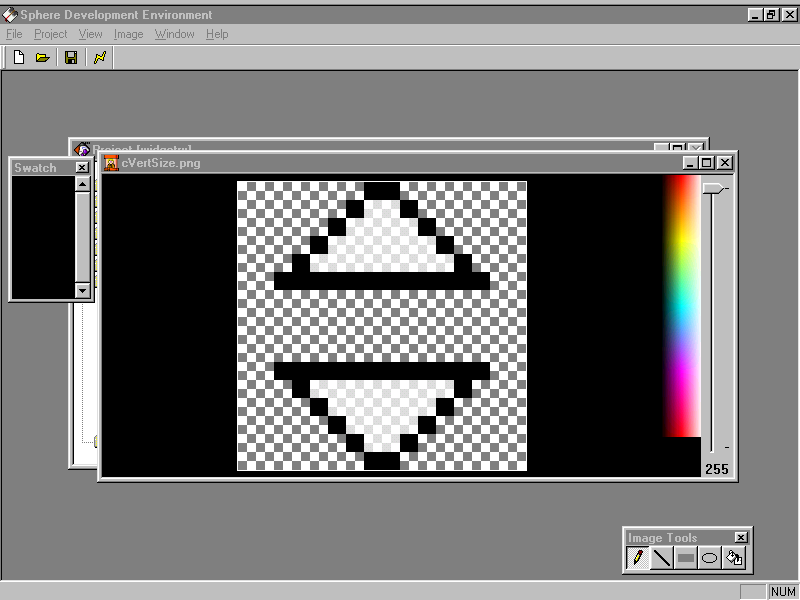 Sphere Development Environment
File Project View Image Window Help
Project [widgetry]
Swatch
cVertSize.png
255
Image Tools
NUM